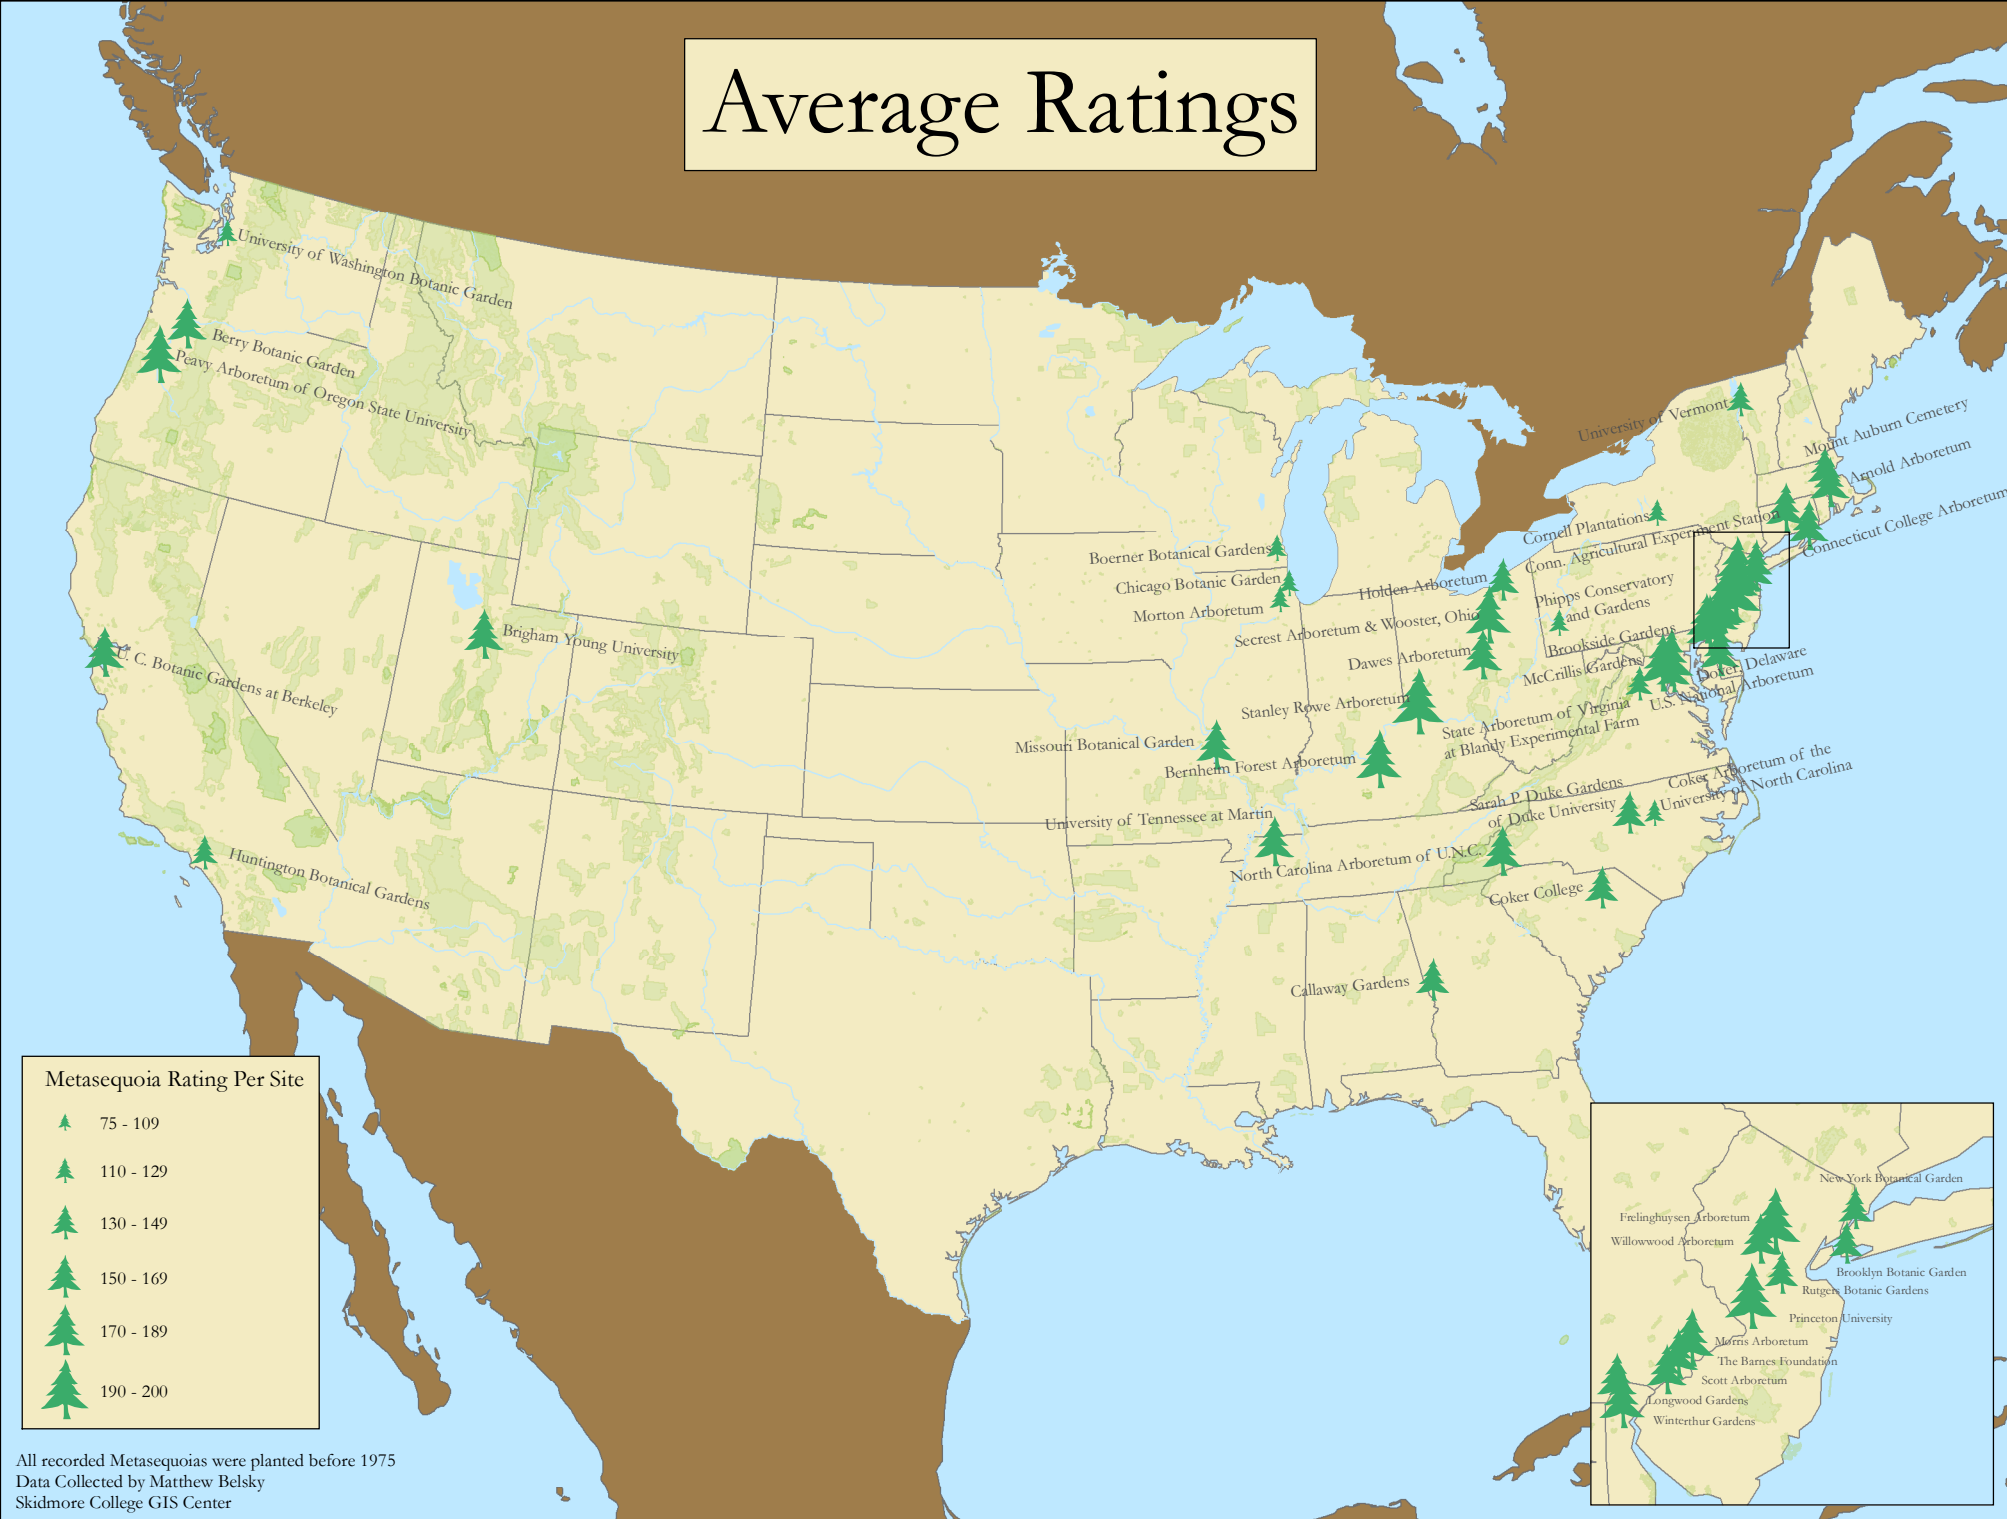 Average Ratings
University of Washington Botanic Garden
Berry Botanic Garden
Peavy Arboretum of Oregon State University
University of Vermont
Mount Auburn Cemetery
Arnold Arboretum
Cornell Plantations
Conn. Agricultural Experiment Station
Connecticut College Arboretum
Boerner Botanical Gardens
Chicago Botanic Garden
Morton Arboretum
Holden Arboretum
Phipps Conservatory
and Gardens
Secrest Arboretum & Wooster, Ohio
Brookside Gardens
Dawes Arboretum
McCrillis Gardens
Dover, Delaware
U.S. National Arboretum
Brigham Young University
U. C. Botanic Gardens at Berkeley
Stanley Rowe Arboretum
State Arboretum of Virginia
at Blandy Experimental Farm
Missouri Botanical Garden
Bernheim Forest Arboretum
Coker Arboretum of the
University of North Carolina
Sarah P. Duke Gardens
of Duke University
University of Tennessee at Martin
North Carolina Arboretum of U.N.C.
Huntington Botanical Gardens
Coker College
Callaway Gardens
Metasequoia Rating Per Site
75 - 109
110 - 129
130 - 149
150 - 169
170 - 189
190 - 200
New York Botanical Garden
Frelinghuysen Arboretum
Willowwood Arboretum
Brooklyn Botanic Garden
Rutgers Botanic Gardens
Princeton University
Morris Arboretum
The Barnes Foundation
Scott Arboretum
Longwood Gardens
Winterthur Gardens
All recorded Metasequoias were planted before 1975
Data Collected by Matthew Belsky
Skidmore College GIS Center